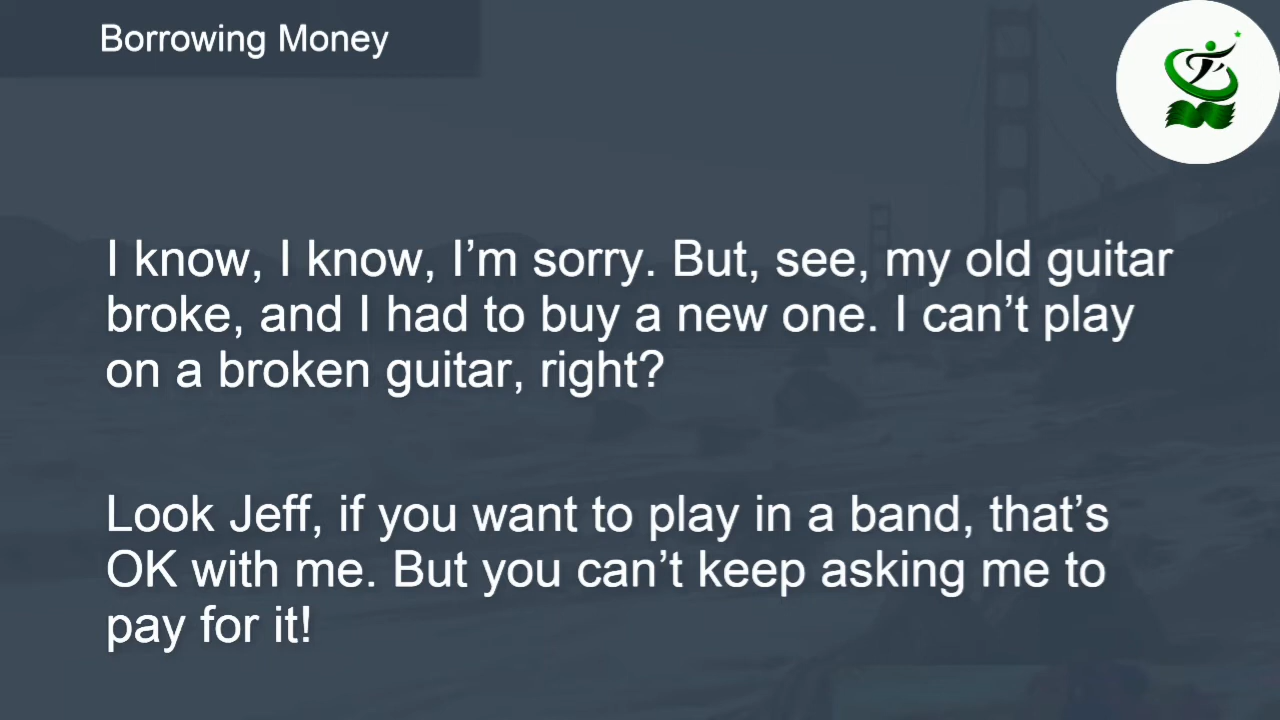 Borrowing Money
I know, I know, I’m sorry. But, see, my old guitar
broke, and I had to buy a new one. I can’t play
on a broken guitar, right?
Look Jeff, if you want to play in a band, that’s
OK with me. But you can’t keep asking me to
pay for it!